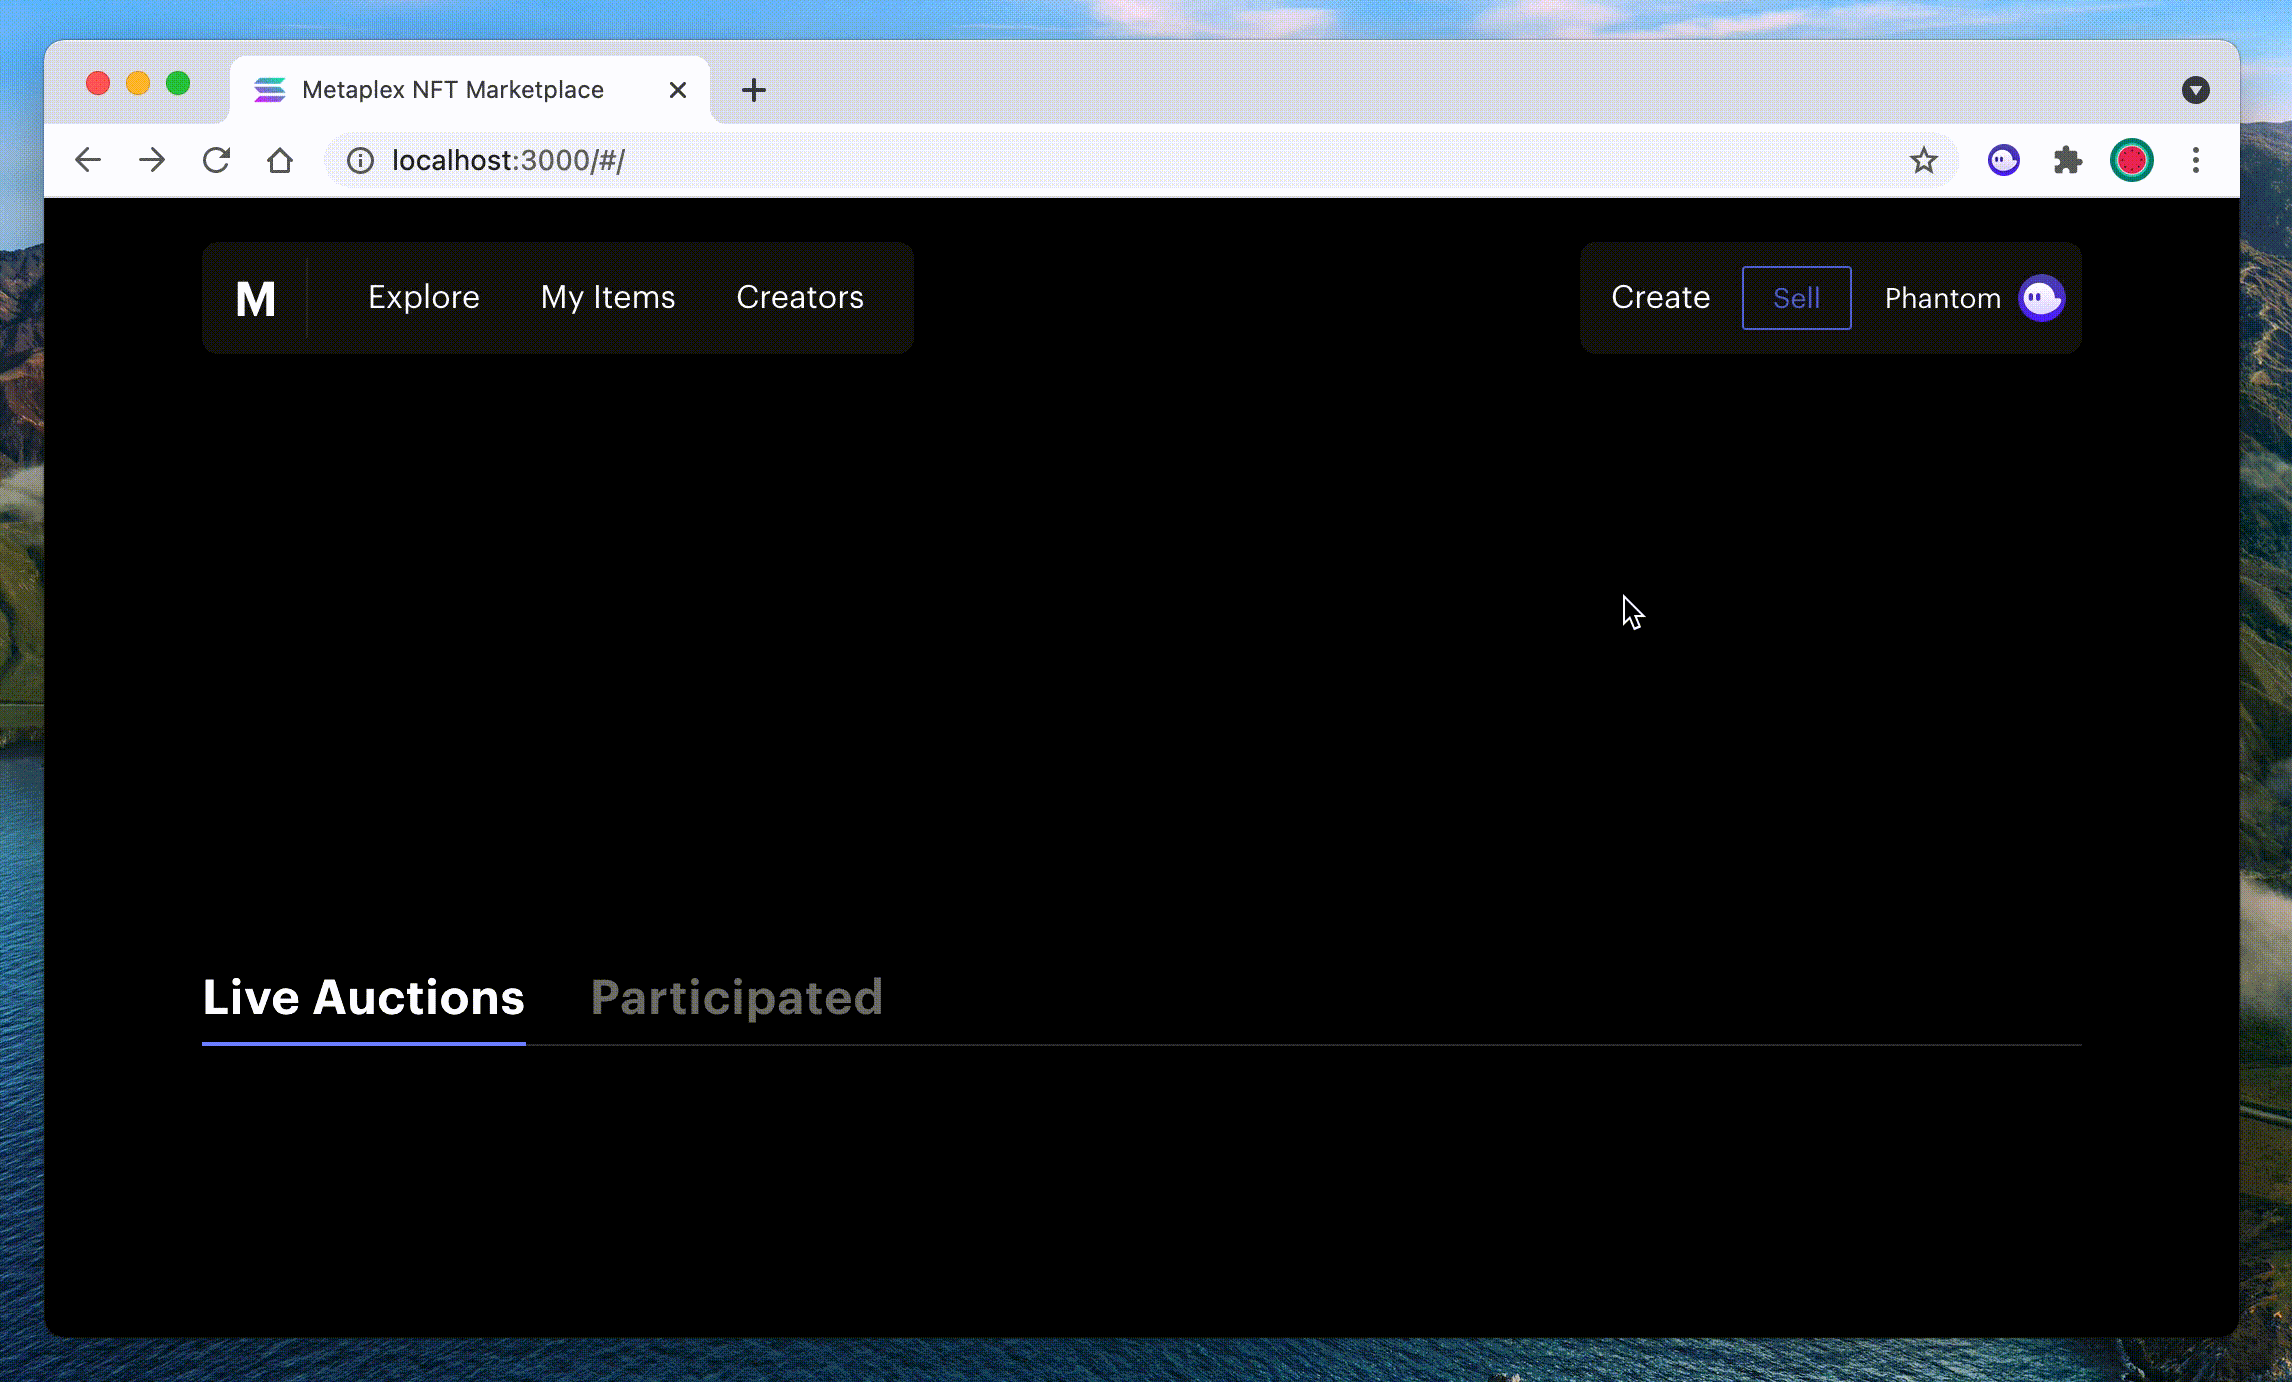 Metaplex NFT Marketplace
localhost:3000/#/
M Explore My Items Creators Create Sell Phantom
Live Auctions Participated